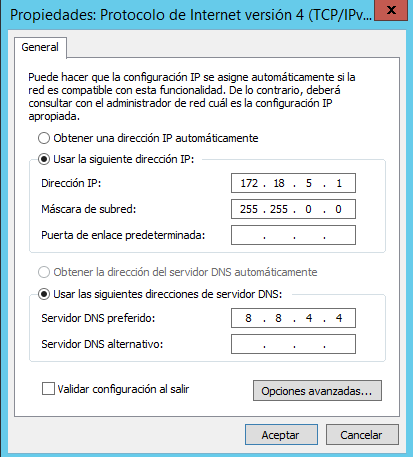 Propiedades: Protocolo de Internet versión 4 (TCP/IPv...
x
General
Puede hacer que la configuración IP se asigne automáticamente si la
red es compatible con esta funcionalidad. De lo contrario, deberá
consultar con el administrador de red cuál es la configuración IP
apropiada.
Obtener una dirección IP automáticamente
Usar la siguiente dirección IP:
Dirección IP: 172 . 18 . 5 . 1
Máscara de subred: 255 . 255 . 0 . 0
Puerta de enlace predeterminada: . . .
Obtener la dirección del servidor DNS automáticamente
Usar las siguientes direcciones de servidor DNS:
Servidor DNS preferido: 8 . 8 . 4 . 4
Servidor DNS alternativo: . . .
Validar configuración al salir
Opciones avanzadas...
Aceptar
Cancelar